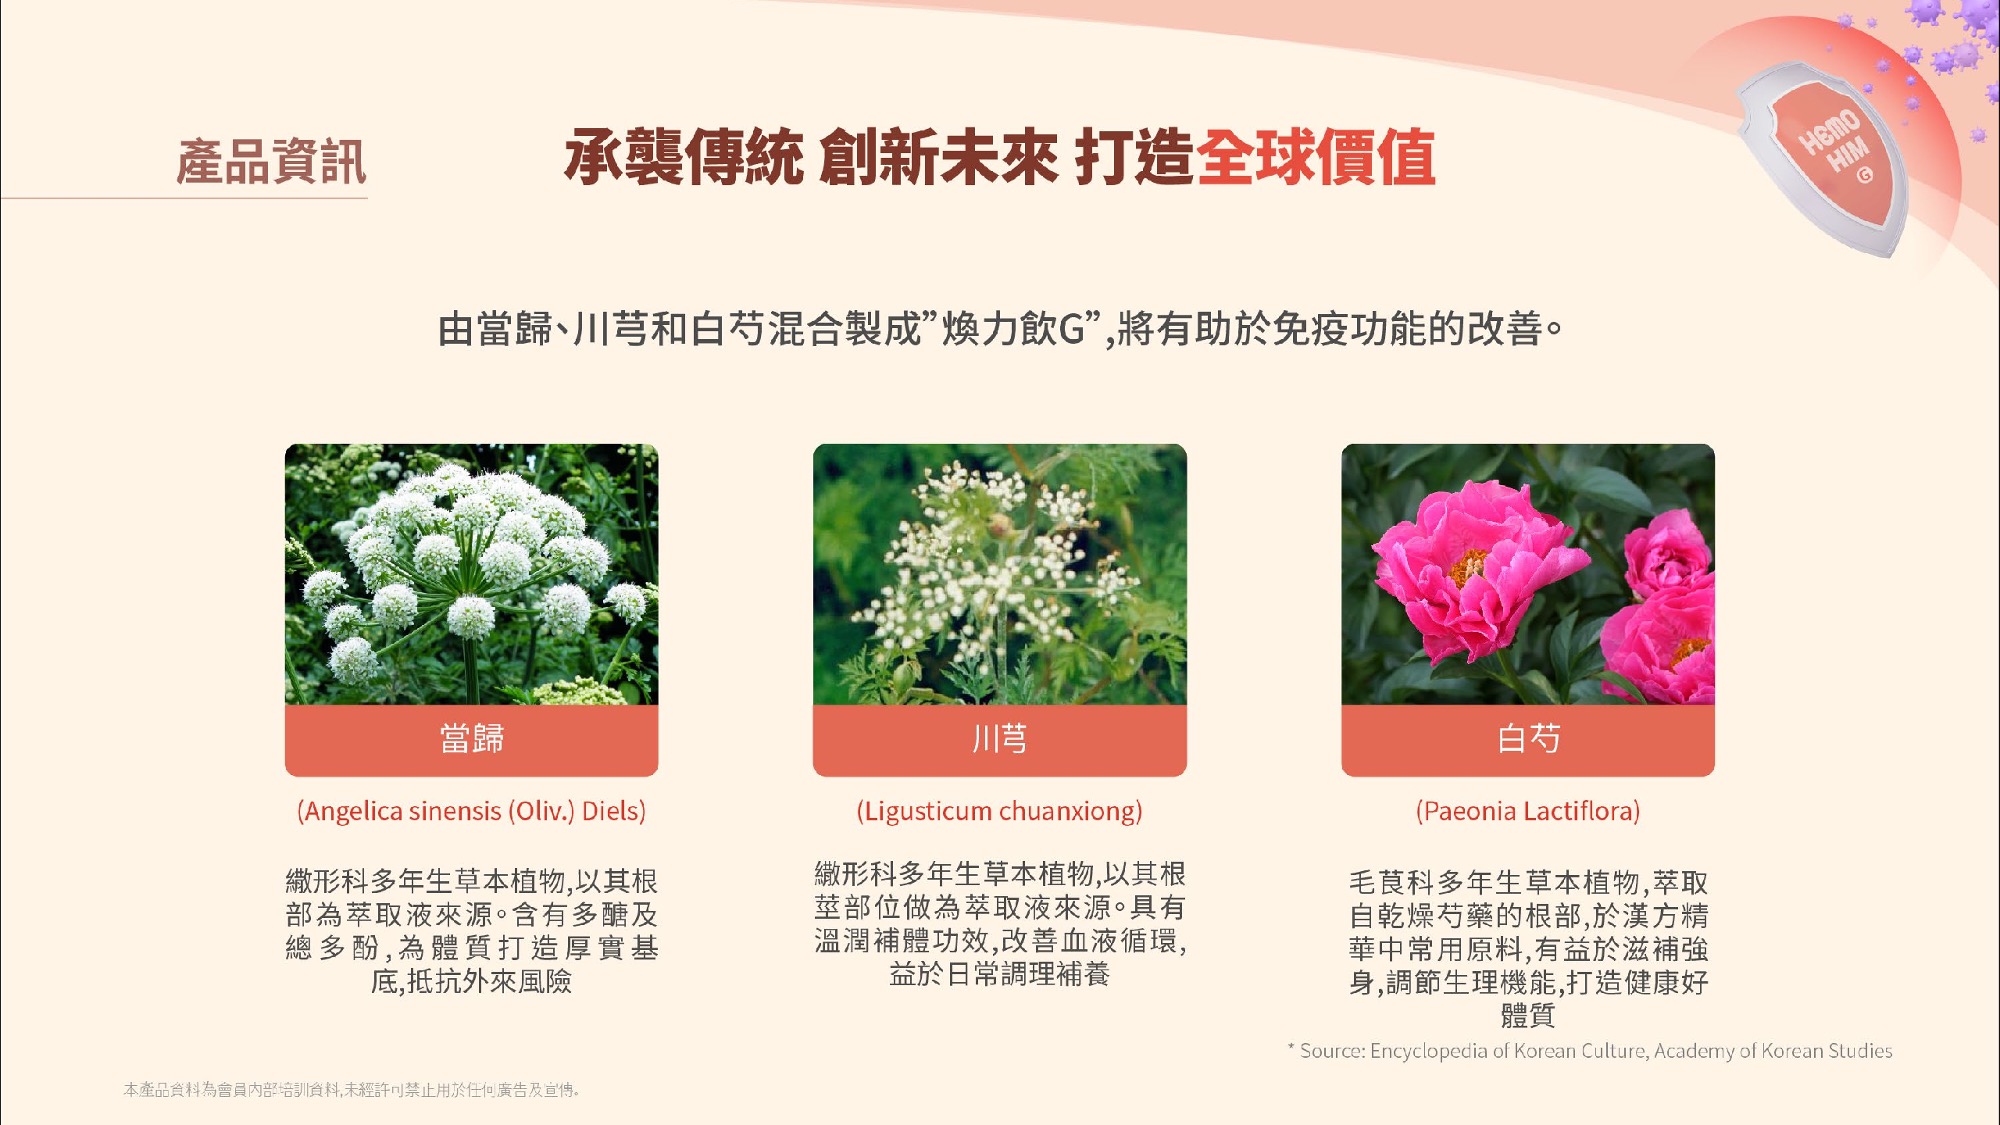 產品資訊
承襲傳統 創新未來 打造全球價值
HEMO
HIM
G
由當歸、川芎和白芍混合製成”煥力飲G”,將有助於免疫功能的改善。
當歸
(Angelica sinensis (Oliv.) Diels)
繖形科多年生草本植物,以其根
部為萃取液來源。含有多醣及
總多酚,為體質打造厚實基
底,抵抗外來風險
川芎
(Ligusticum chuanxiong)
繖形科多年生草本植物,以其根
莖部位做為萃取液來源。具有
溫潤補體功效,改善血液循環,
益於日常調理補養
白芍
(Paeonia Lactiflora)
毛茛科多年生草本植物,萃取
自乾燥芍藥的根部,於漢方精
華中常用原料,有益於滋補強
身,調節生理機能,打造健康好
體質
* Source: Encyclopedia of Korean Culture, Academy of Korean Studies
本產品資料為會員內部培訓資料,未經許可禁止用於任何廣告及宣傳。